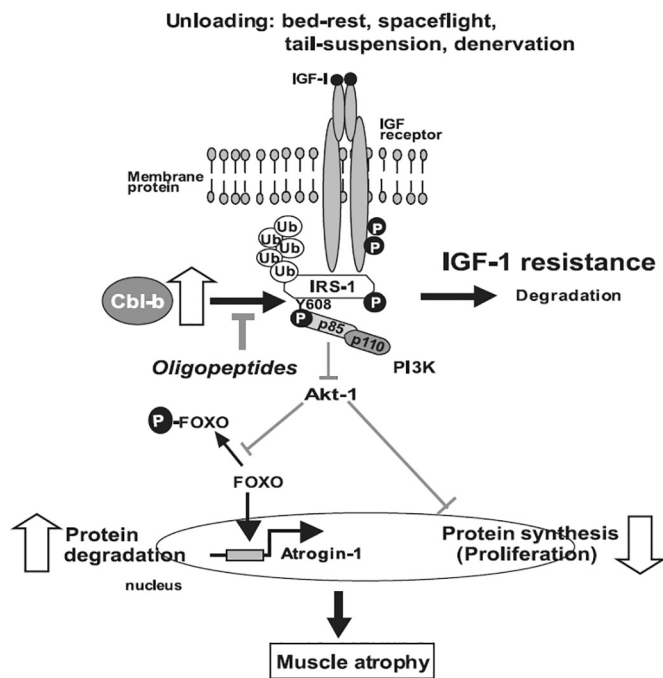 Unloading: bed-rest, spaceflight,
tail-suspension, denervation
IGF-I
IGF
receptor
Membrane
protein
P
P
Ub
Ub
Ub
Ub
Ub
Ub
IGF-1 resistance
Degradation
Cbl-b
IRS-1
Y608
P
P
p85
p110
PI3K
Oligopeptides
Akt-1
P-FOXO
FOXO
Protein
degradation
Atrogin-1
nucleus
Protein synthesis
(Proliferation)
Muscle atrophy